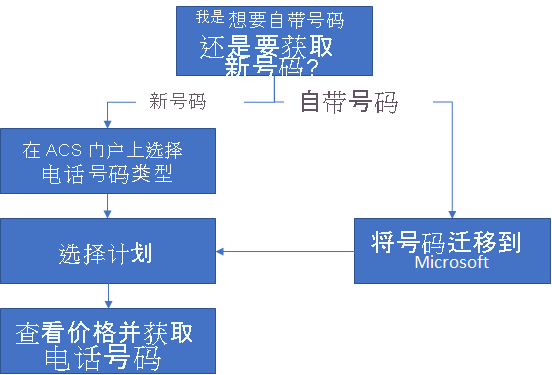 我是想要自带号码
还是要获取
新号码?
新号码
自带号码
在 ACS 门户上选择
电话号码类型
选择计划
将号码迁移到
Microsoft
查看价格并获取
电话号码